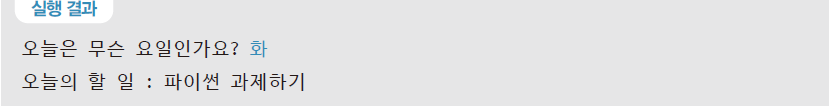 실행 결과
오늘은 무슨 요일인가요? 화
오늘의 할 일 : 파이썬 과제하기